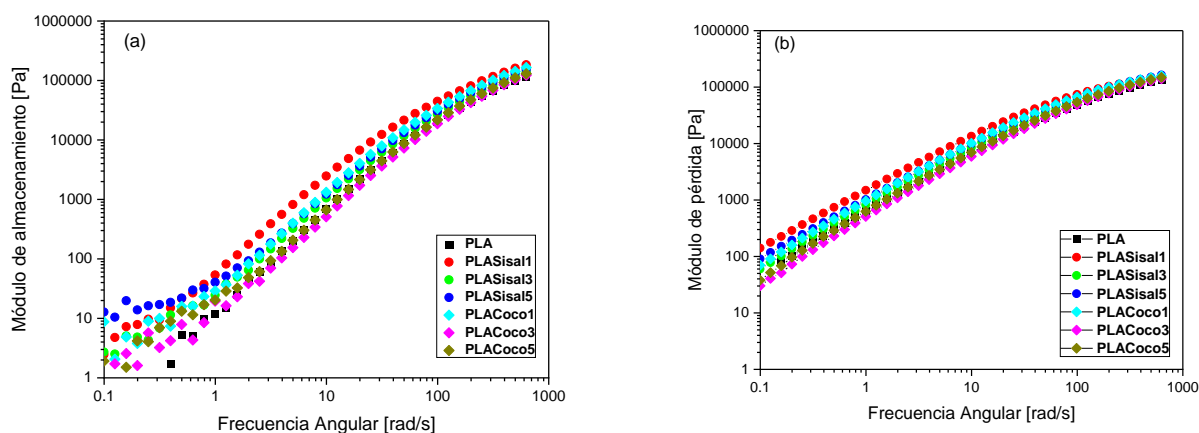 (a)
Módulo de almacenamiento [Pa]
1000000
100000
10000
1000
100
10
1
0.1
1
10
100
1000
Frecuencia Angular [rad/s]
PLA
PLASisal1
PLASisal3
PLASisal5
PLACoco1
PLACoco3
PLACoco5
(b)
Módulo de pérdida [Pa]
1000000
100000
10000
1000
100
10
1
0.1
1
10
100
1000
Frecuencia Angular [rad/s]
PLA
PLASisal1
PLASisal3
PLASisal5
PLACoco1
PLACoco3
PLACoco5